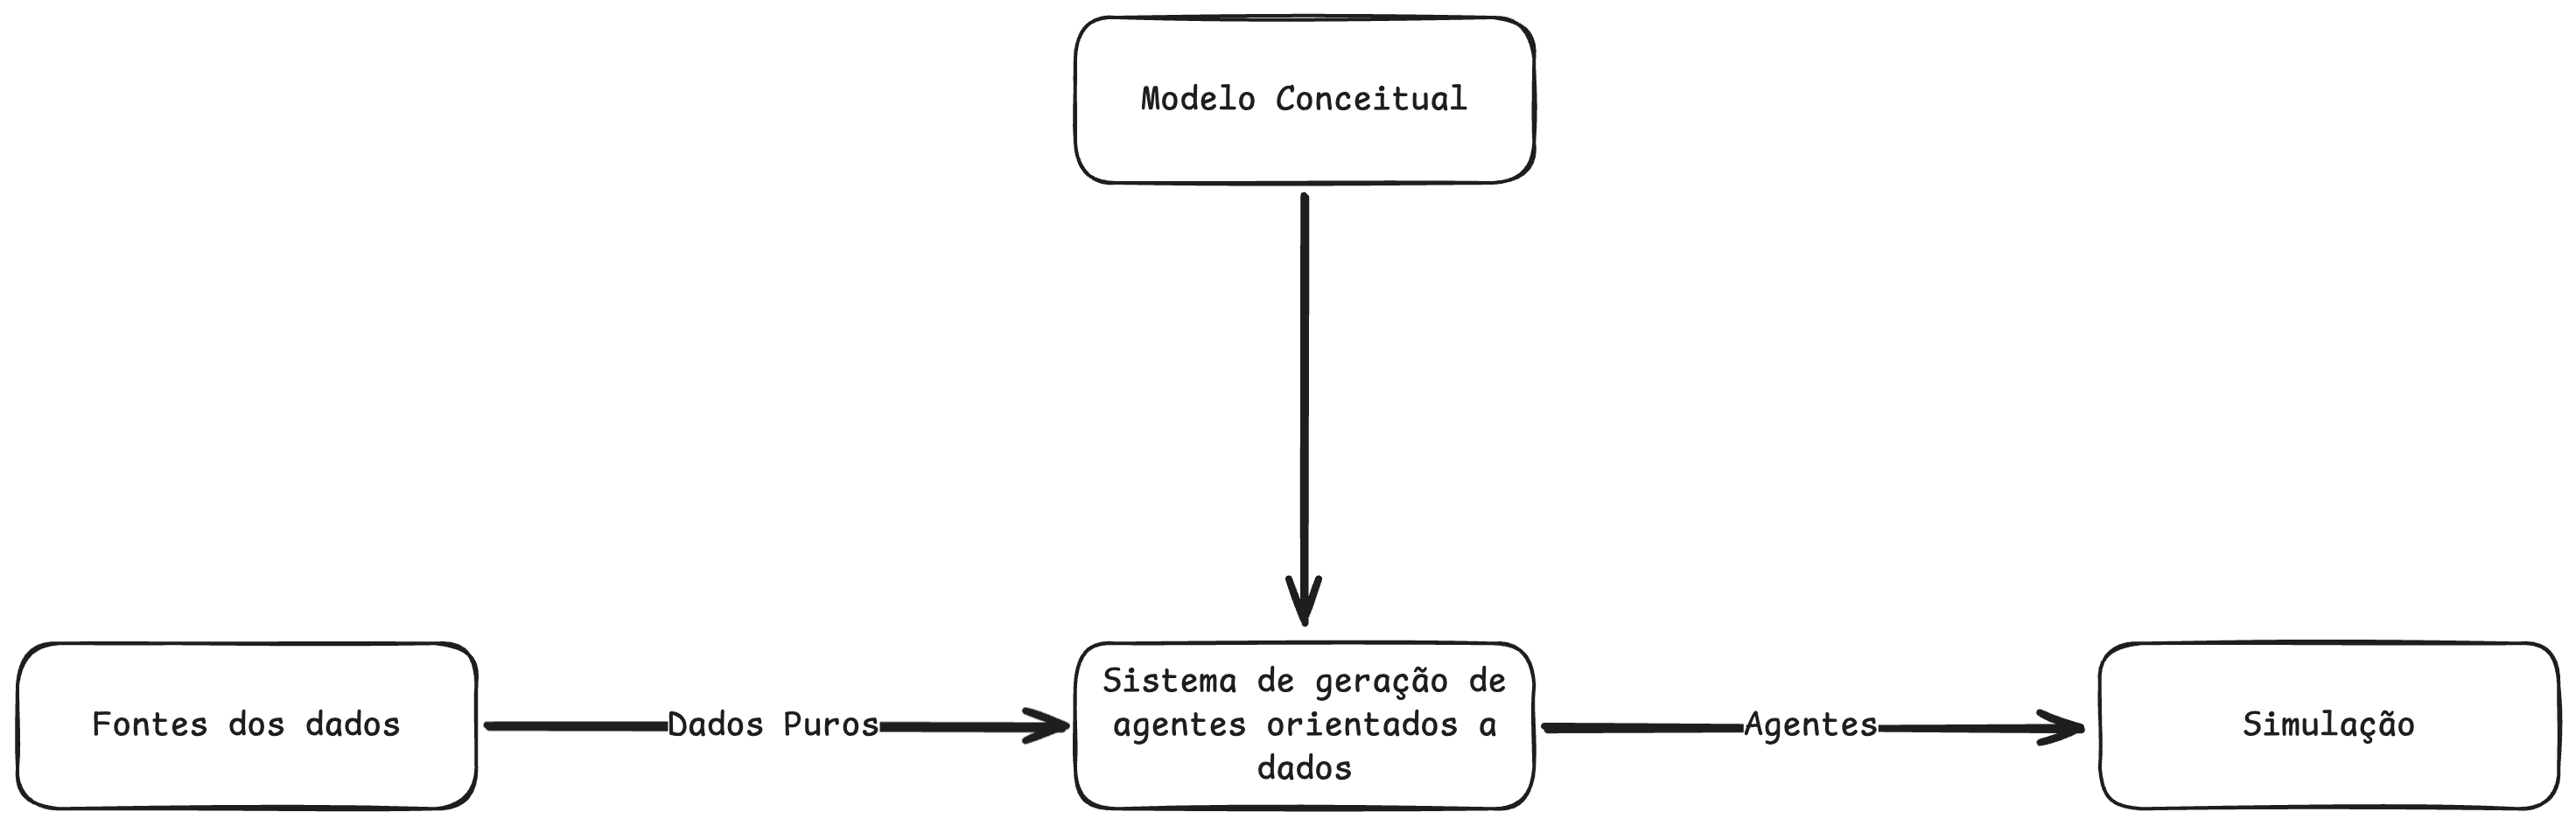 Modelo Conceitual
Fontes dos dados
Dados Puros
Sistema de geração de
agentes orientados a
dados
Agentes
Simulação